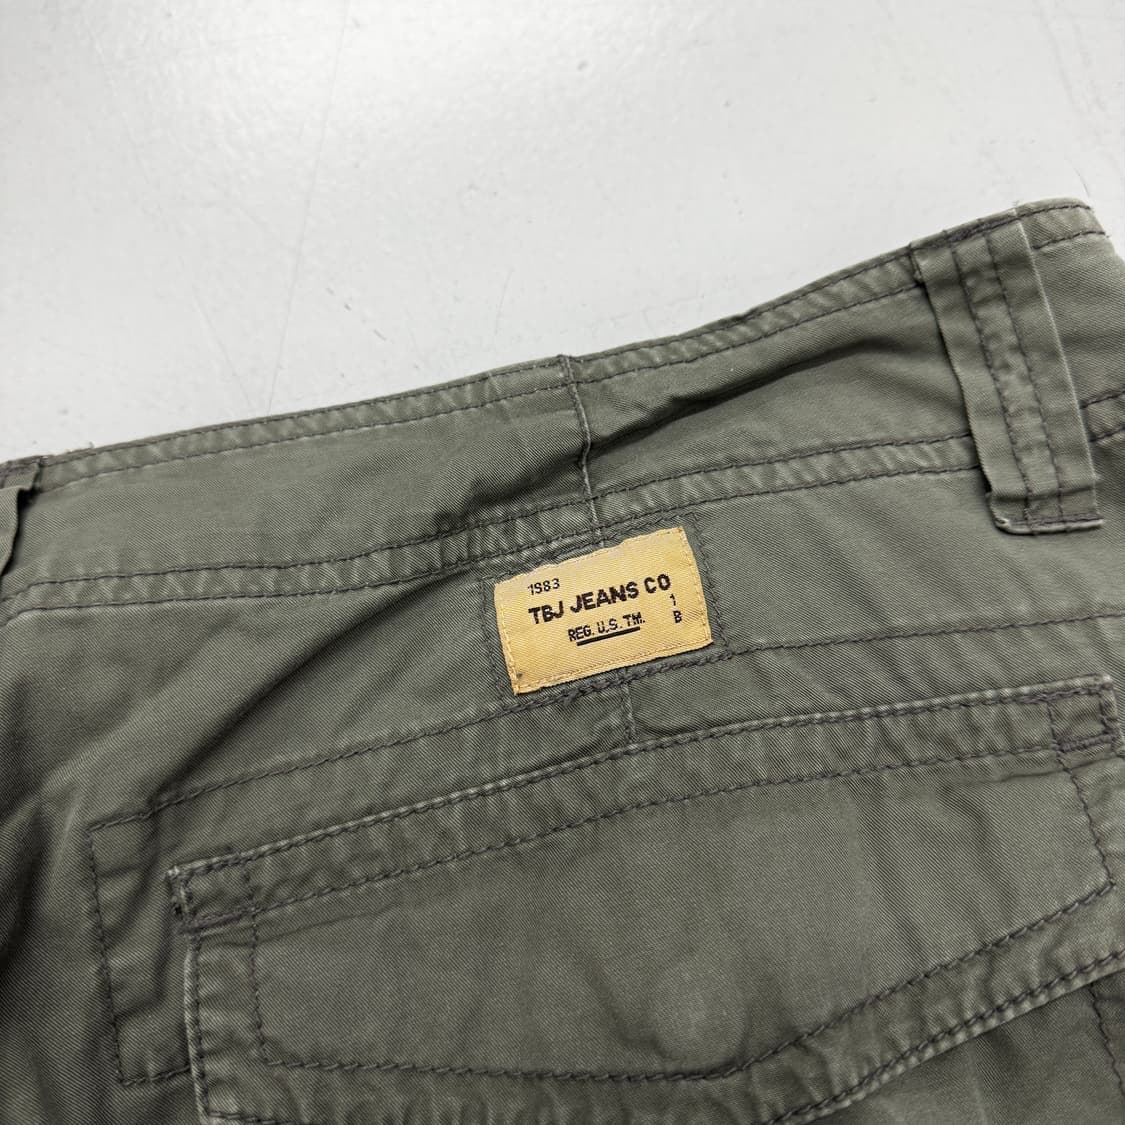 1983
TBJ JEANS CO
REG. U.S. TM.
1
B